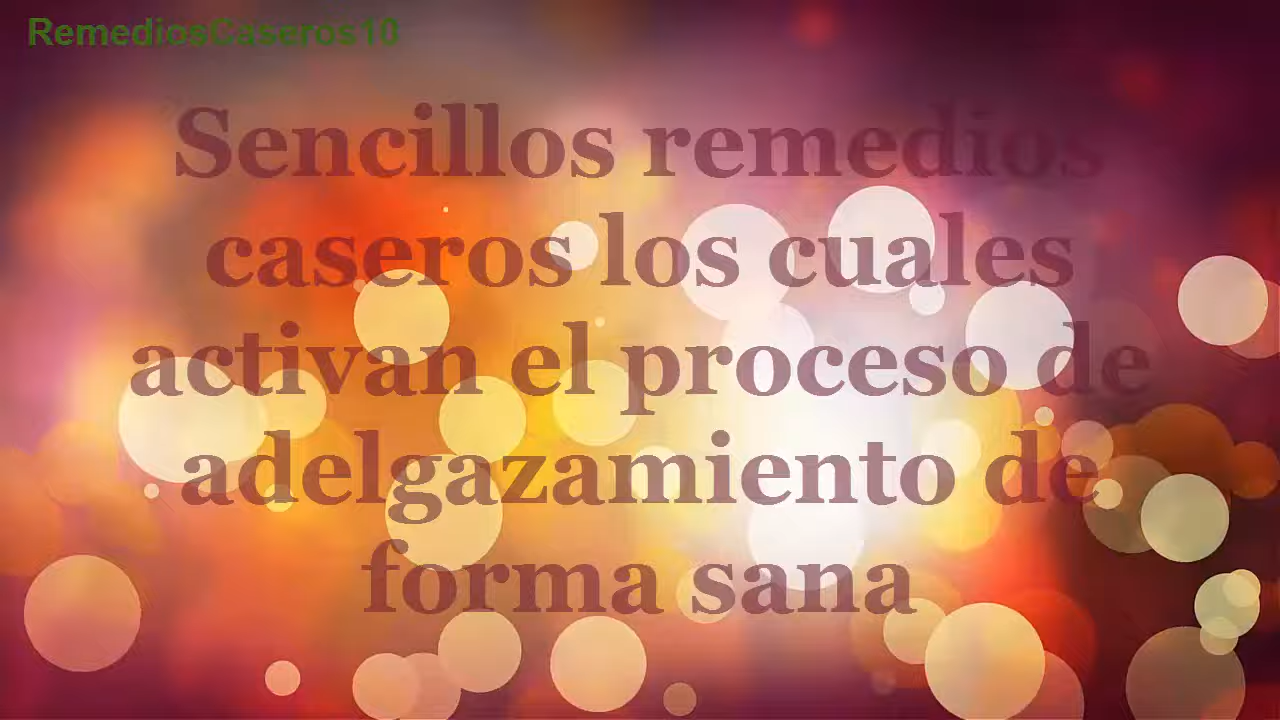 RemediosCaseros10
Sencillos remedios
caseros los cuales
activan el proceso de
adelgazamiento de
forma sana